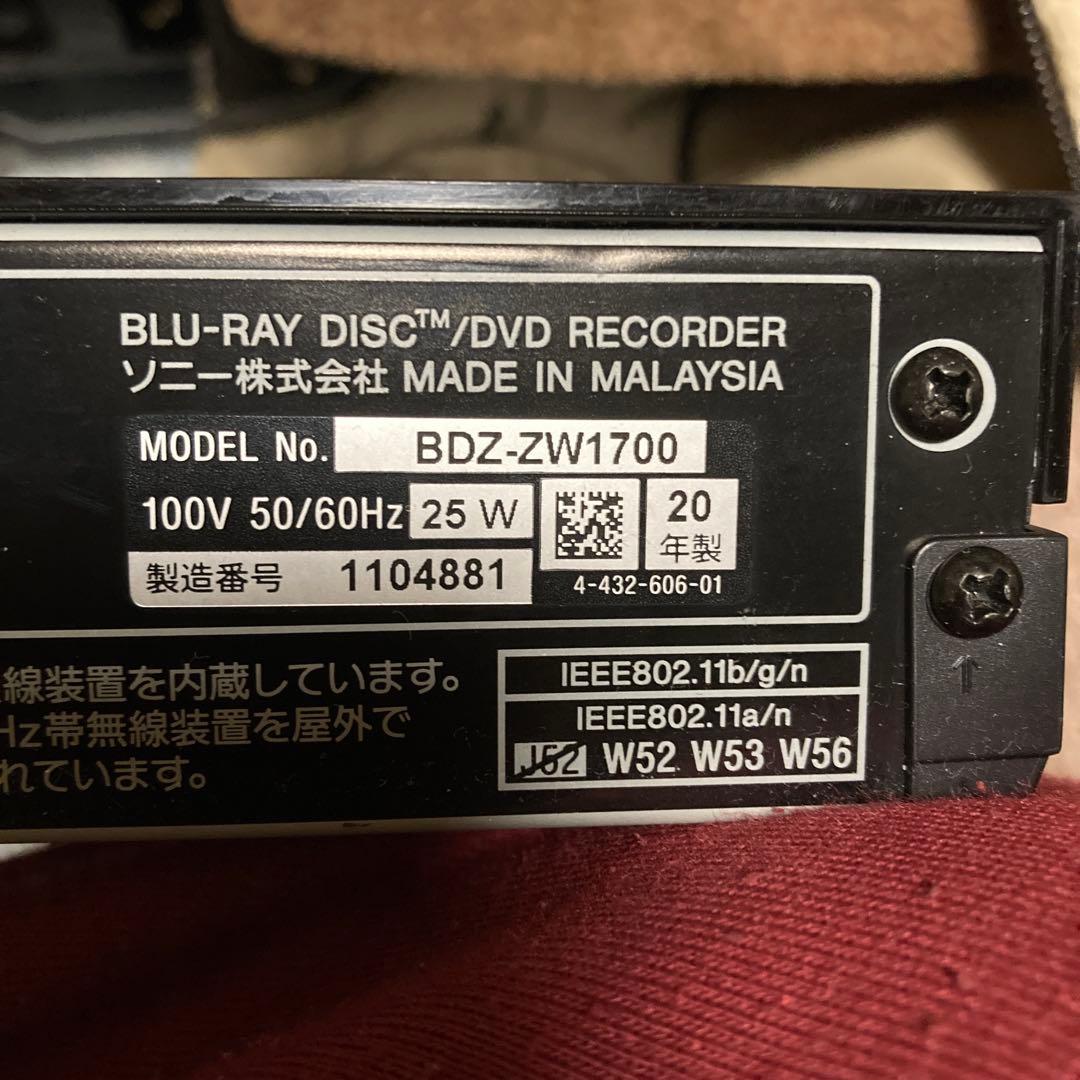 BLU-RAY DISC™/DVD RECORDER
ソニー株式会社 MADE IN MALAYSIA
MODEL No. BDZ-ZW1700
100V 50/60Hz 25 W
20
年製
製造番号 1104881
4-432-606-01
線装置を内蔵しています。
Hz帯無線装置を屋外で
れています。
IEEE802.11b/g/n
IEEE802.11a/n
J52 W52 W53 W56
↑